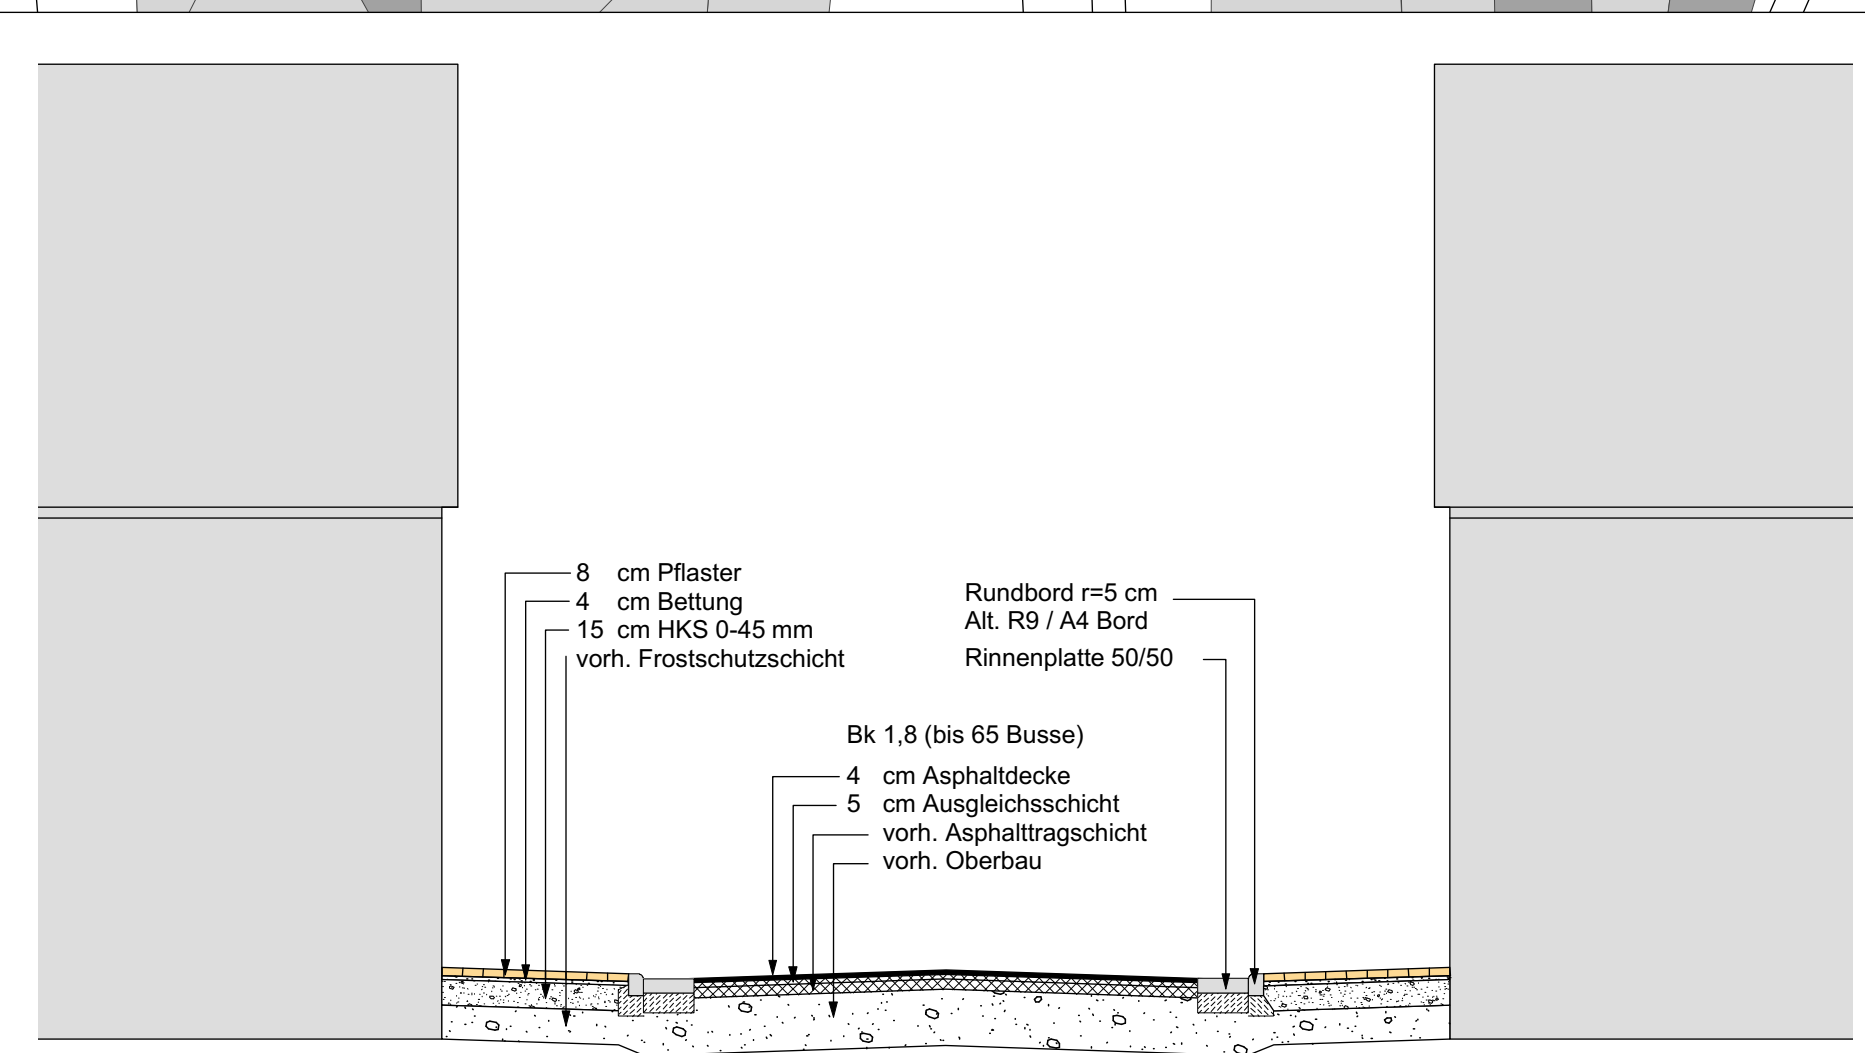 8 cm Pflaster
4 cm Bettung
15 cm HKS 0-45 mm
vorh. Frostschutzschicht
Rundbord r=5 cm
Alt. R9 / A4 Bord
Rinnenplatte 50/50
Bk 1,8 (bis 65 Busse)
4 cm Asphaltdecke
5 cm Ausgleichsschicht
vorh. Asphalttragschicht
vorh. Oberbau